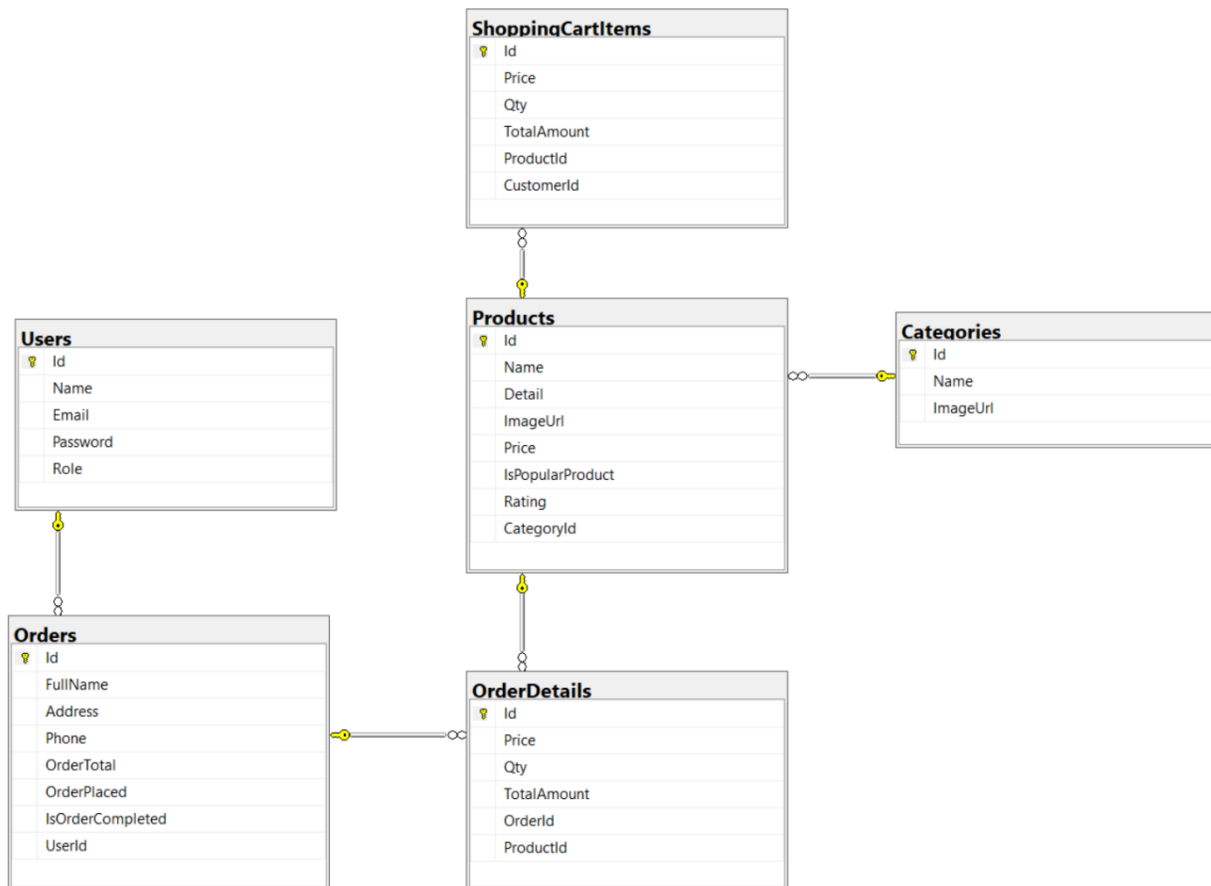 ShoppingCartItems
Id
Price
Qty
TotalAmount
ProductId
CustomerId
Users
Id
Name
Email
Password
Role
Products
Id
Name
Detail
ImageUrl
Price
IsPopularProduct
Rating
CategoryId
Categories
Id
Name
ImageUrl
Orders
Id
FullName
Address
Phone
OrderTotal
OrderPlaced
IsOrderCompleted
UserId
OrderDetails
Id
Price
Qty
TotalAmount
OrderId
ProductId